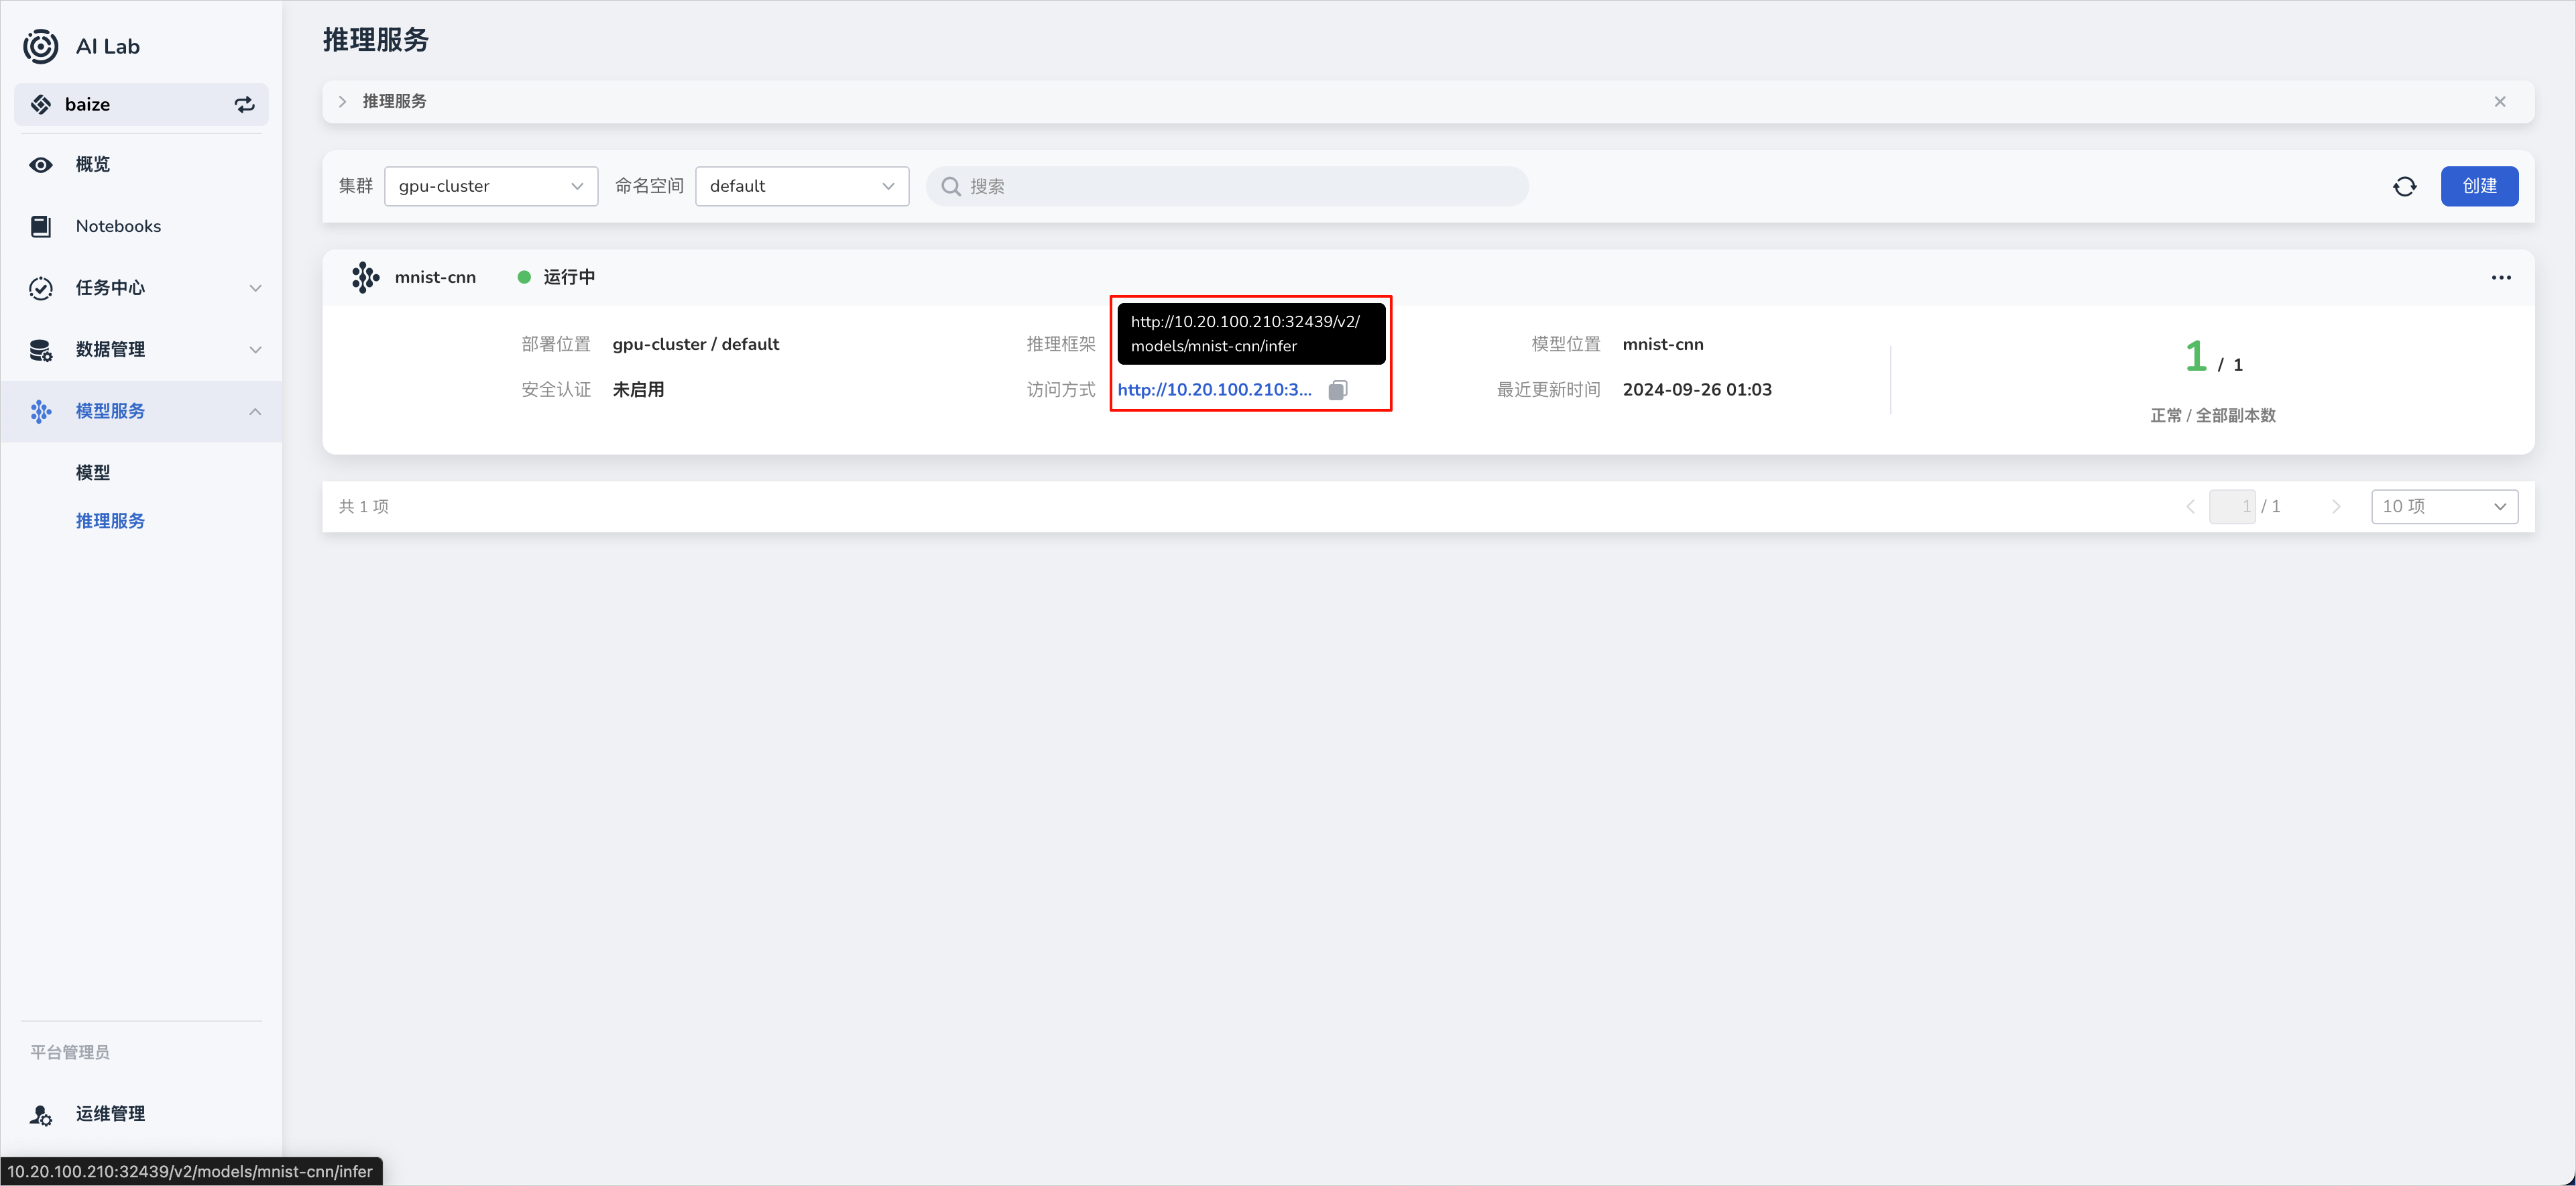 AI Lab
baize
概览
Notebooks
任务中心
数据管理
模型服务
模型
推理服务
平台管理员
运维管理
10.20.100.210:32439/v2/models/mnist-cnn/infer
推理服务
推理服务
集群 gpu-cluster 命名空间 default 搜索 创建
mnist-cnn 运行中
http://10.20.100.210:32439/v2/
models/mnist-cnn/infer
部署位置 gpu-cluster / default 推理框架 模型位置 mnist-cnn
安全认证 未启用 访问方式 http://10.20.100.210:3... 最近更新时间 2024-09-26 01:03
1 / 1
正常 / 全部副本数
共 1 项 1 / 1 10 项